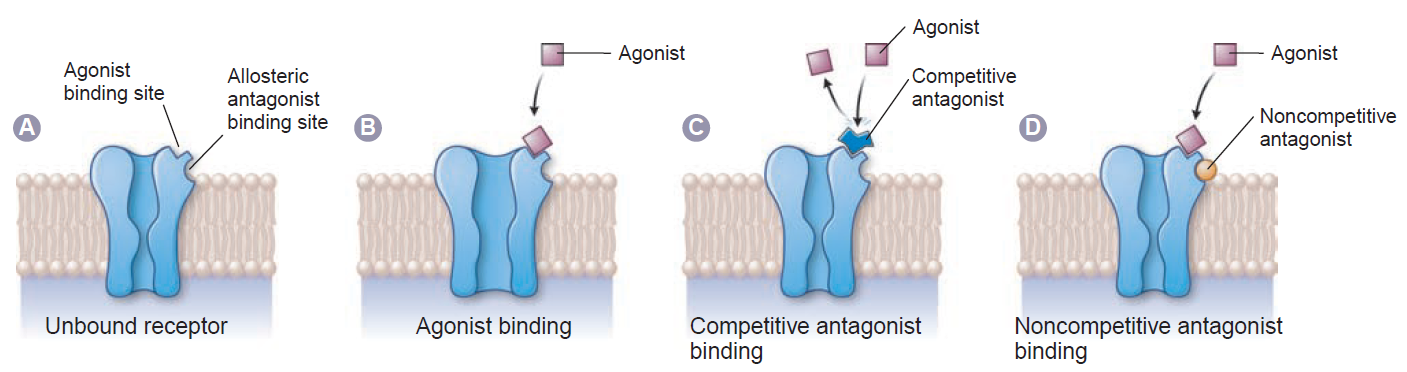 A
Agonist
binding site
Allosteric
antagonist
binding site
Unbound receptor
B
Agonist
Agonist binding
C
Agonist
Competitive
antagonist
Competitive antagonist
binding
D
Agonist
Noncompetitive
antagonist
Noncompetitive antagonist
binding